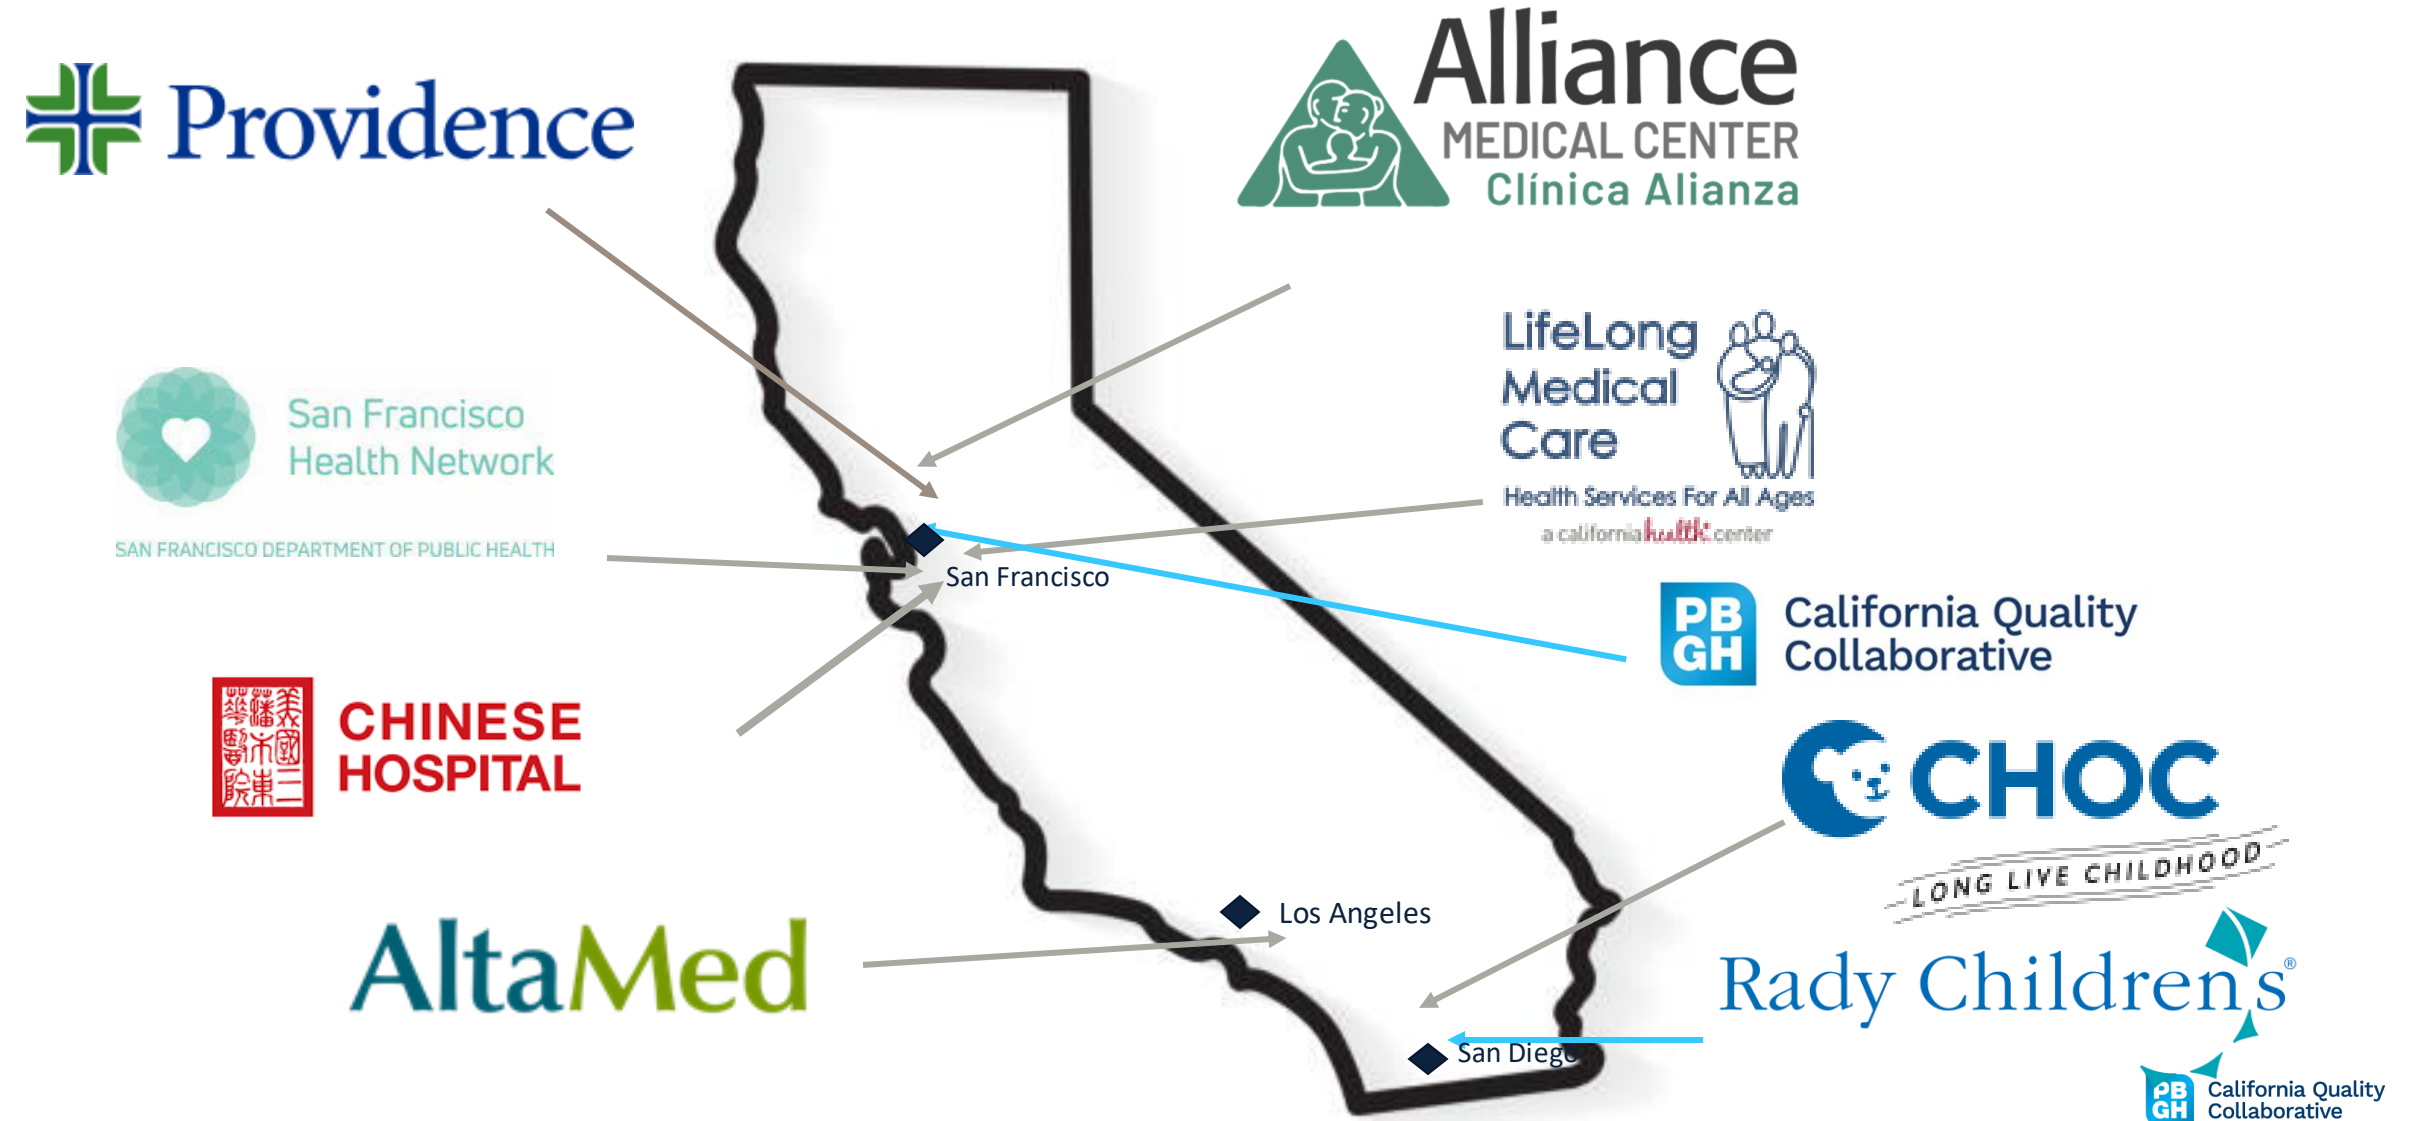 Providence
Alliance
MEDICAL CENTER
Clínica Alianza
San Francisco
Health Network
SAN FRANCISCO DEPARTMENT OF PUBLIC HEALTH
LifeLong
Medical
Care
Health Services For All Ages
a california health center
San Francisco
PB
GH
California Quality
Collaborative
CHINESE
HOSPITAL
CHOC
LONG LIVE CHILDHOOD
AltaMed
Los Angeles
Rady Children's®
San Diego
PB
GH
California Quality
Collaborative